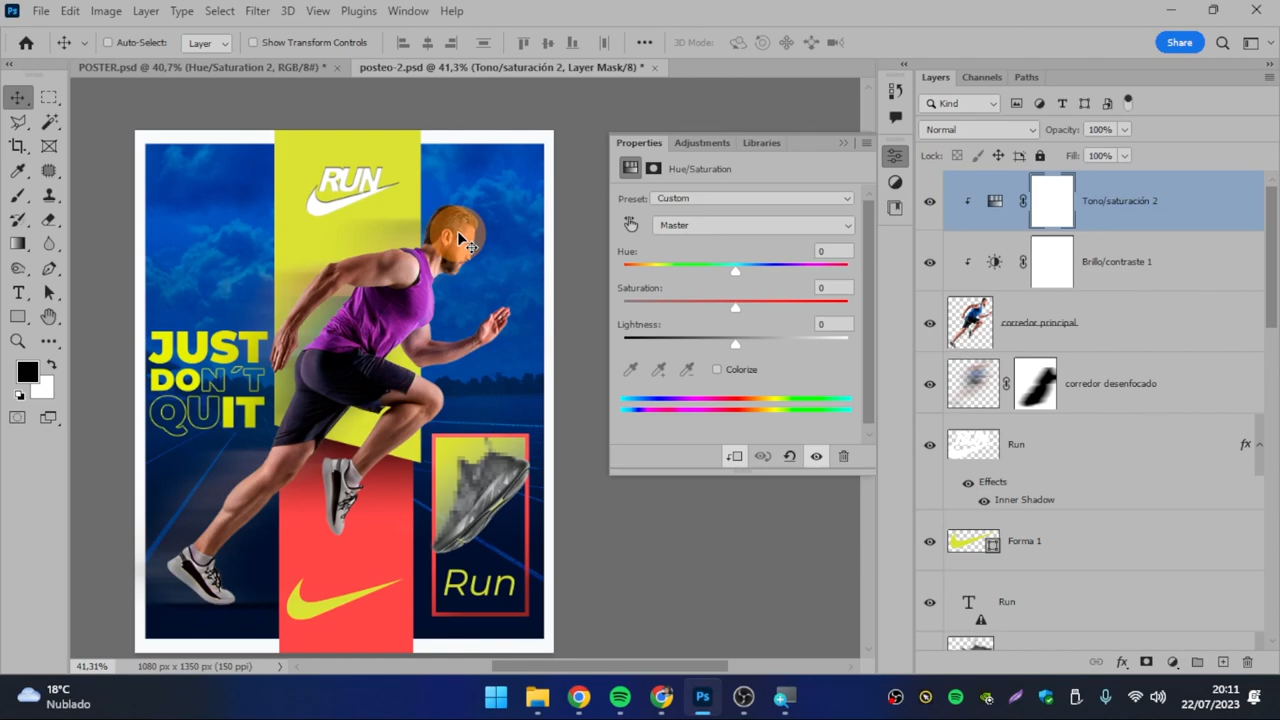 File Edit Image Layer Type Select Filter 3D View Plugins Window Help
Auto-Select: Layer Show Transform Controls 3D Mode: Share
POSTER.psd @ 40,7% (Hue/Saturation 2, RGB/8#) * × posteo-2.psd @ 41,3% (Tono/saturación 2, Layer Mask/8) * ×
RUN
JUST
DON´T
QUIT
Run
Properties Adjustments Libraries
Hue/Saturation
Preset: Custom
Master
Hue: 0
Saturation: 0
Lightness: 0
Colorize
Layers Channels Paths
Kind
Normal Opacity: 100%
Lock: Fill: 100%
Tono/saturación 2
Brillo/contraste 1
corredor principal.
corredor desenfocado
Run fx
Effects
Inner Shadow
Forma 1
T Run
41,31% 1080 px x 1350 px (150 ppi)
18°C
Nublado
20:11
22/07/2023